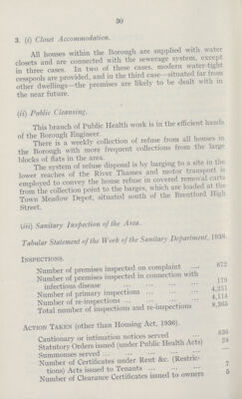 30
3. (i) Closet Accommodation.
All houses within the Borough are supplied with water
closets and are connected with the sewerage system, except
in three cases. In two of these cases, modern water-tight
cesspools are provided, and in the third case—situated far from
other dwellings—the premises are likely to be dealt with in
the near future.
(ii) Public Cleansing.
This branch of Public Health work is in the efficient hands
of the Borough Engineer.
There is a weekly collection of refuse from all houses in
the Borough with more frequent collections from the large
blocks of flats in the area.
The system of refuse disposal is by barging to a site in the
lower reaches of the River Thames and motor transport is
employed to convey the house refuse in covered removal carts
from the collection point to the barges, which are loaded at the
Town Meadow Depot, situated south of the Brentford High
Street.
(iii) Sanitary Inspection of the Area.
Tabular Statement of the Work of the Sanitary Department, 1938.
INSPECTIONS.
Number of premises inspected on complaint ... 872
Number of premises inspected in connection with
infectious disease ... ... ... ... 178
Number of primary inspections ... ... ... 4,251
Number of re-inspections ... ... ... ... 4,114
Total number of inspections and re-inspections 8,365
ACTION TAKEN (other than Housing Act, 1936).
Cautionary or intimation notices served ... 836
Statutory Orders issued (under Public Health Acts) 28
Summonses served ... ... ... ... —
Number of Certificates under Rent &c. (Restric-
tions) Acts issued to Tenants ... ... ... 7
Number of Clearance Certificates issued to owners 5